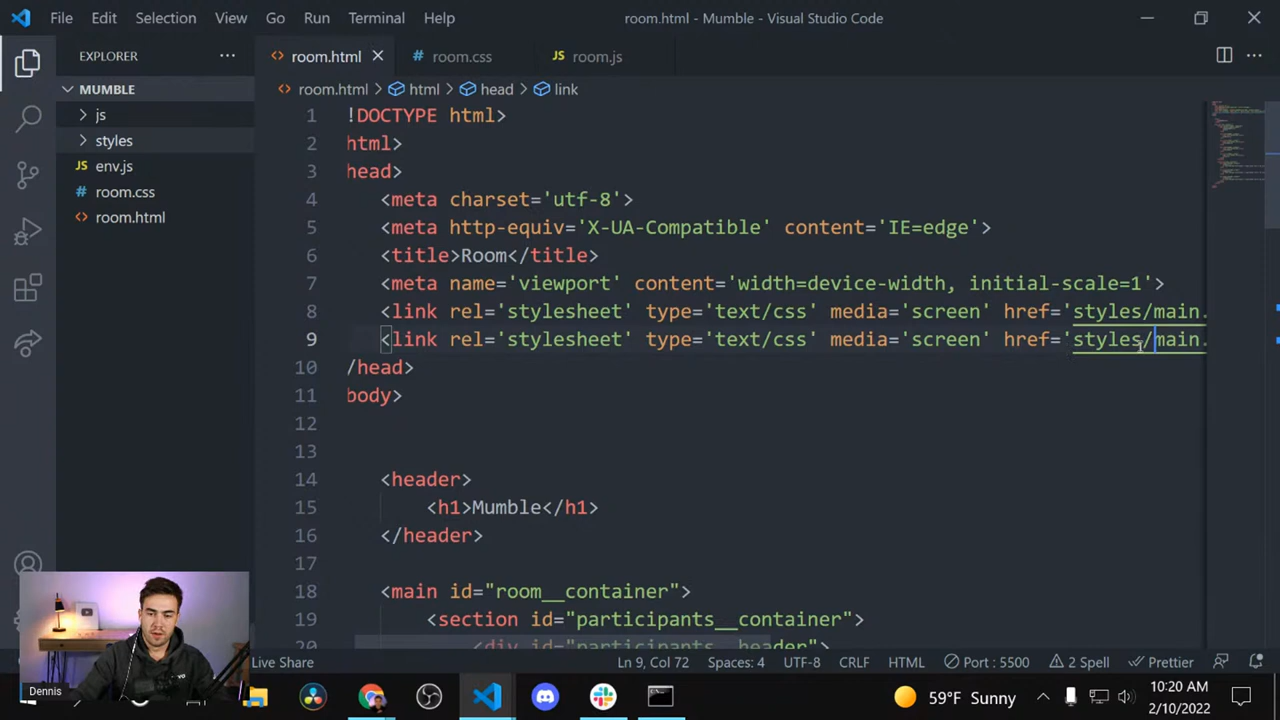 File Edit Selection View Go Run Terminal Help room.html - Mumble - Visual Studio Code
EXPLORER
MUMBLE
js
styles
env.js
room.css
room.html
room.html room.css room.js
room.html html head link
1 !DOCTYPE html>
2 html>
3 head>
4 <meta charset='utf-8'>
5 <meta http-equiv='X-UA-Compatible' content='IE=edge'>
6 <title>Room</title>
7 <meta name='viewport' content='width=device-width, initial-scale=1'>
8 <link rel='stylesheet' type='text/css' media='screen' href='styles/main.
9 <link rel='stylesheet' type='text/css' media='screen' href='styles/main.
10 /head>
11 body>
12
13
14 <header>
15 <h1>Mumble</h1>
16 </header>
17
18 <main id="room__container">
19 <section id="participants__container">
20 <div id="participants__header">
Live Share Ln 9, Col 72 Spaces: 4 UTF-8 CRLF HTML Port : 5500 2 Spell Prettier
Dennis
59°F Sunny
10:20 AM
2/10/2022